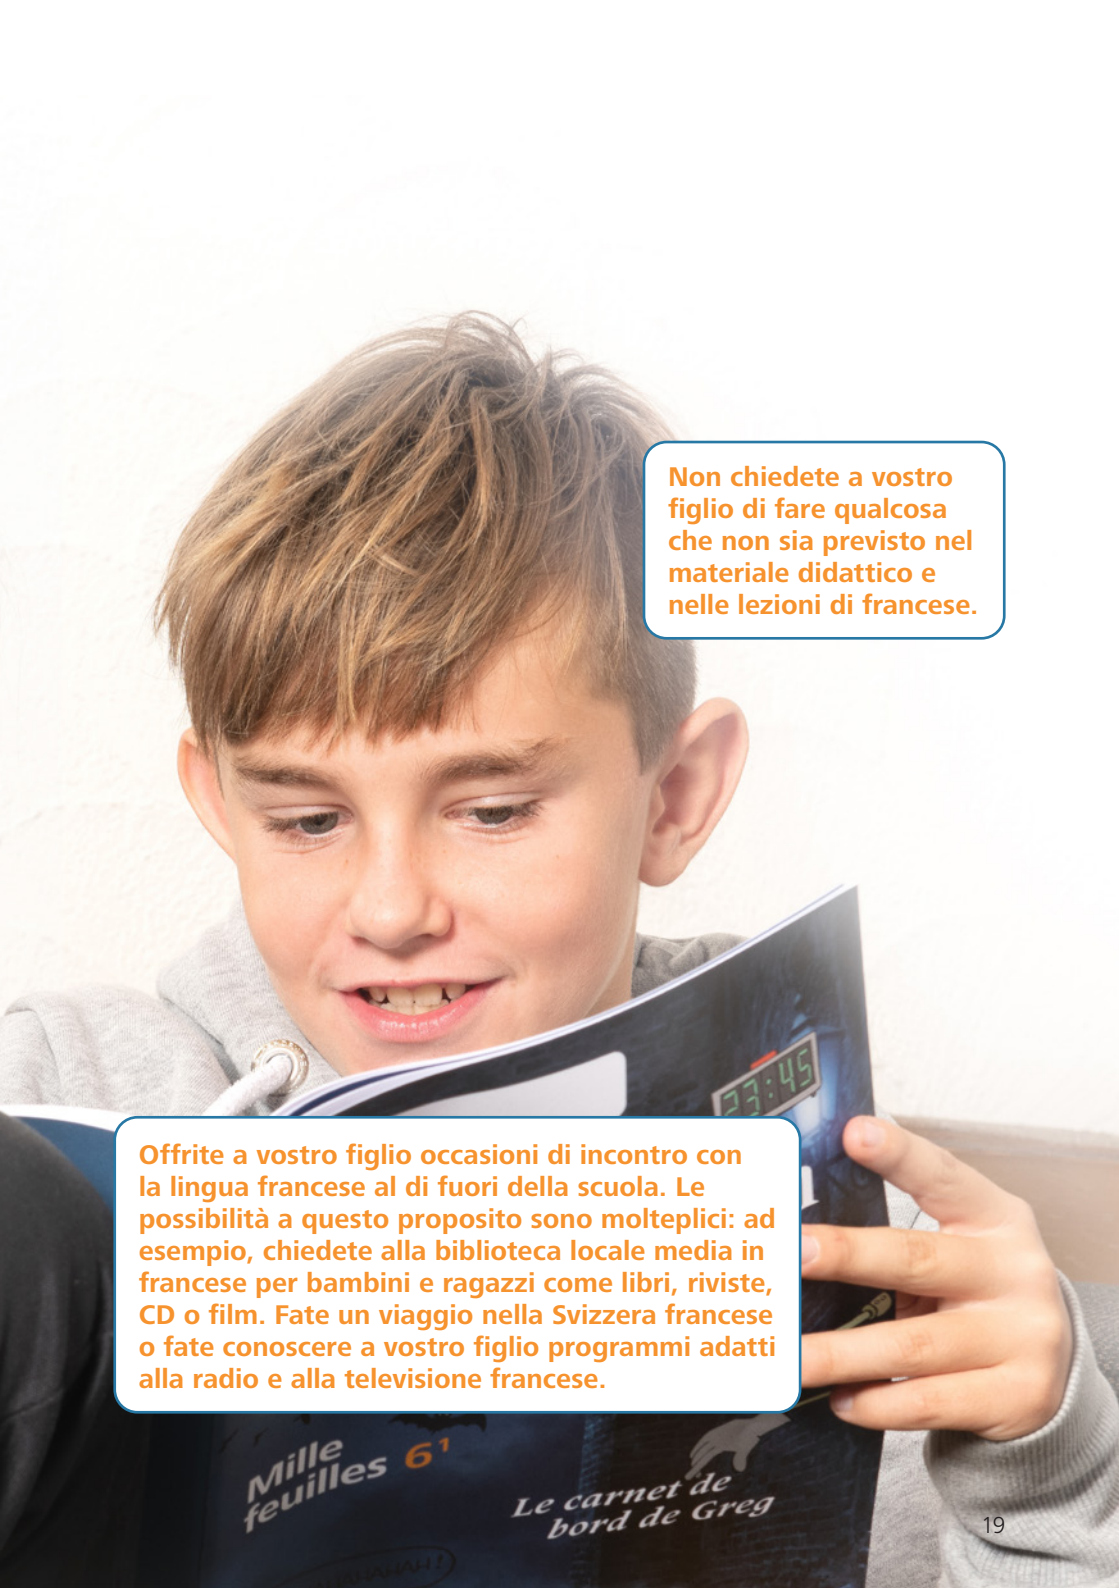 Non chiedete a vostro
figlio di fare qualcosa
che non sia previsto nel
materiale didattico e
nelle lezioni di francese.
23:45
Offrite a vostro figlio occasioni di incontro con
la lingua francese al di fuori della scuola. Le
possibilità a questo proposito sono molteplici: ad
esempio, chiedete alla biblioteca locale media in
francese per bambini e ragazzi come libri, riviste,
CD o film. Fate un viaggio nella Svizzera francese
o fate conoscere a vostro figlio programmi adatti
alla radio e alla televisione francese.
Mille
feuilles 6¹
Le carnet de
bord de Greg
19